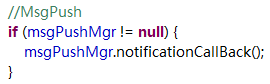 //MsgPush
if (msgPushMgr != null) {
    msgPushMgr.notificationCallBack();
}